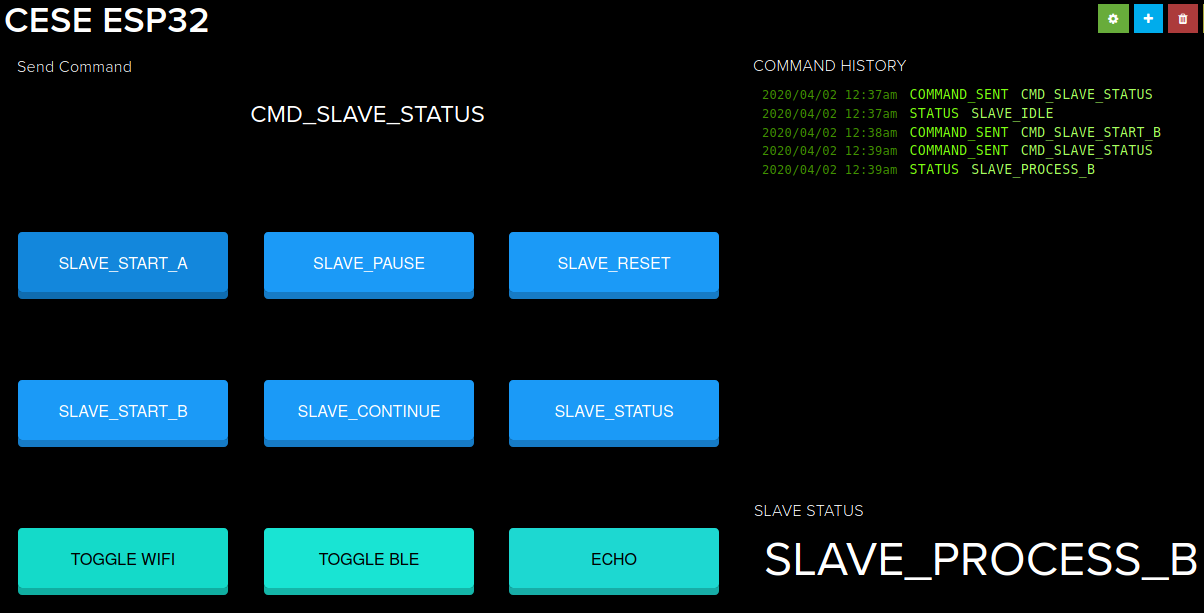 CESE ESP32
Send Command
CMD_SLAVE_STATUS
SLAVE_START_A
SLAVE_PAUSE
SLAVE_RESET
SLAVE_START_B
SLAVE_CONTINUE
SLAVE_STATUS
TOGGLE WIFI
TOGGLE BLE
ECHO
COMMAND HISTORY
2020/04/02 12:37am COMMAND_SENT CMD_SLAVE_STATUS
2020/04/02 12:37am STATUS SLAVE_IDLE
2020/04/02 12:38am COMMAND_SENT CMD_SLAVE_START_B
2020/04/02 12:39am COMMAND_SENT CMD_SLAVE_STATUS
2020/04/02 12:39am STATUS SLAVE_PROCESS_B
SLAVE STATUS
SLAVE_PROCESS_B